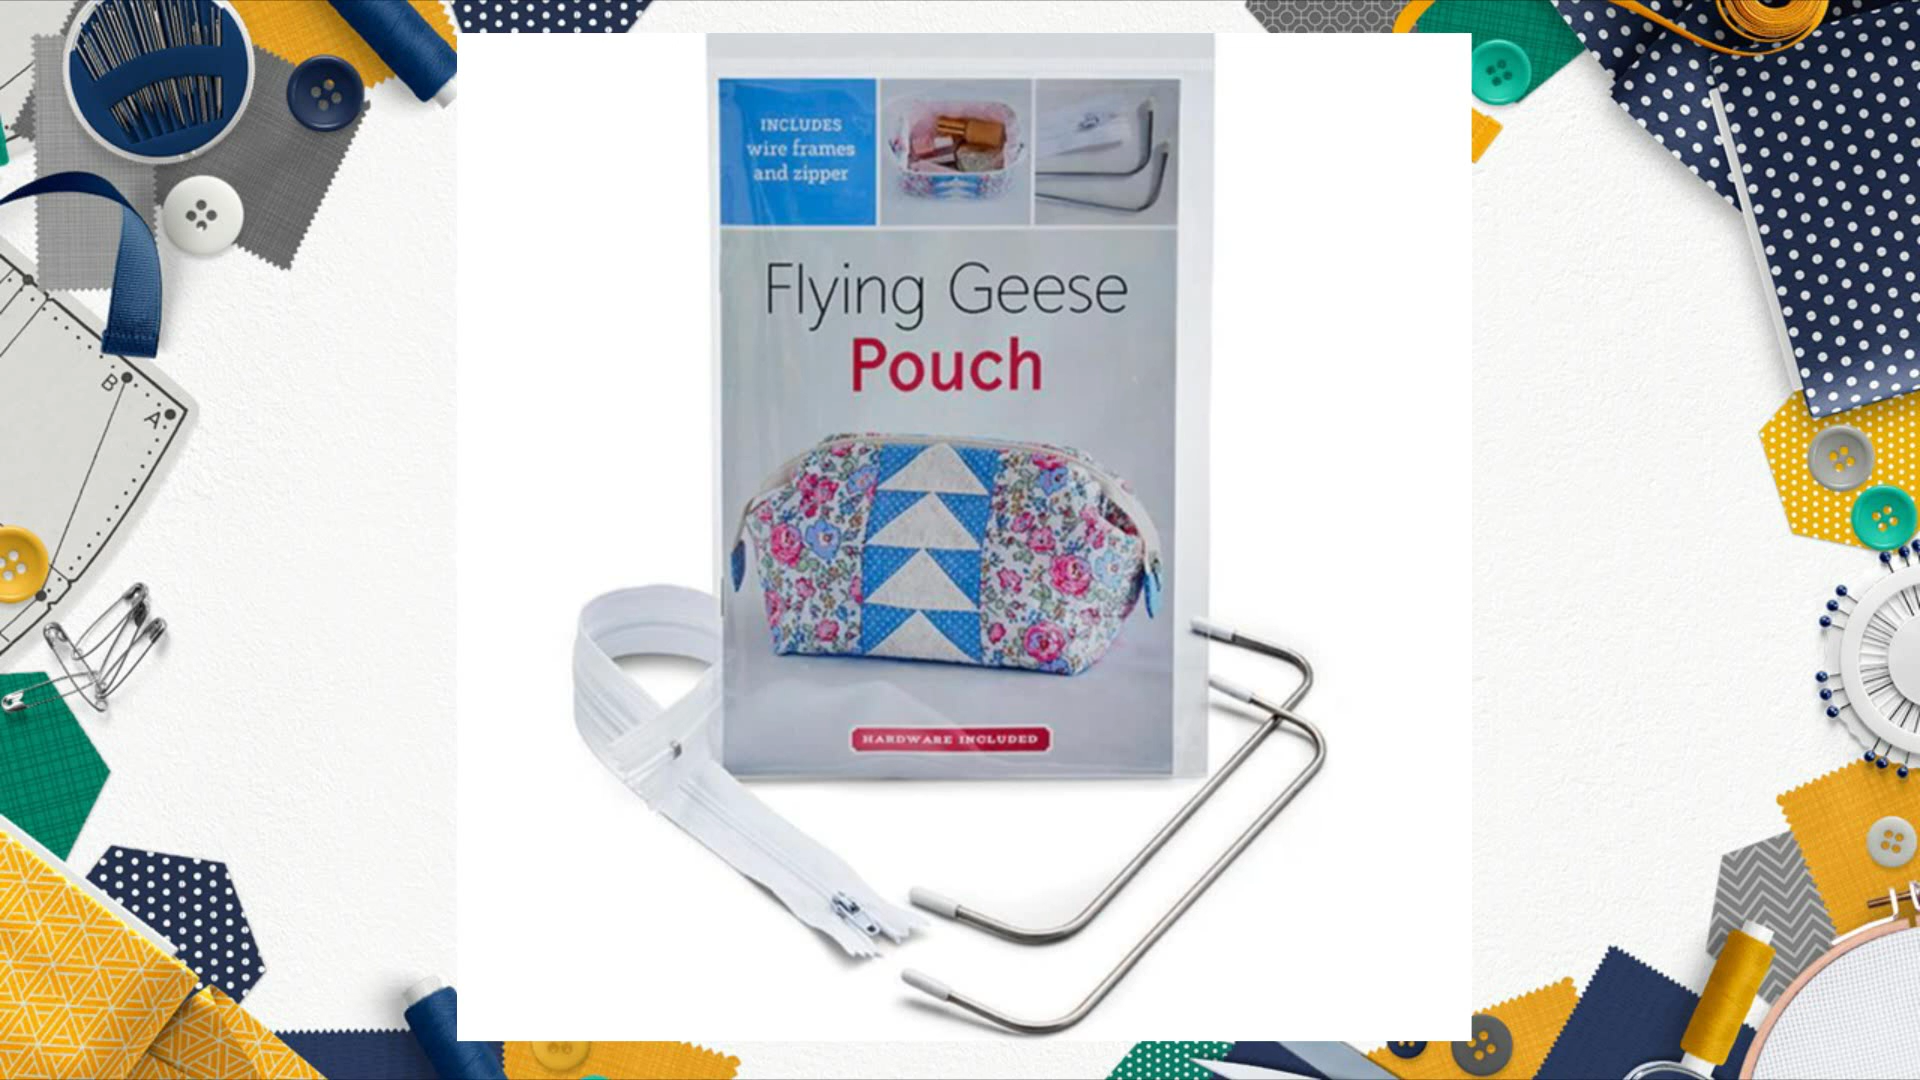 INCLUDES
wire frames
and zipper
Flying Geese
Pouch
HARDWARE INCLUDED
B
A